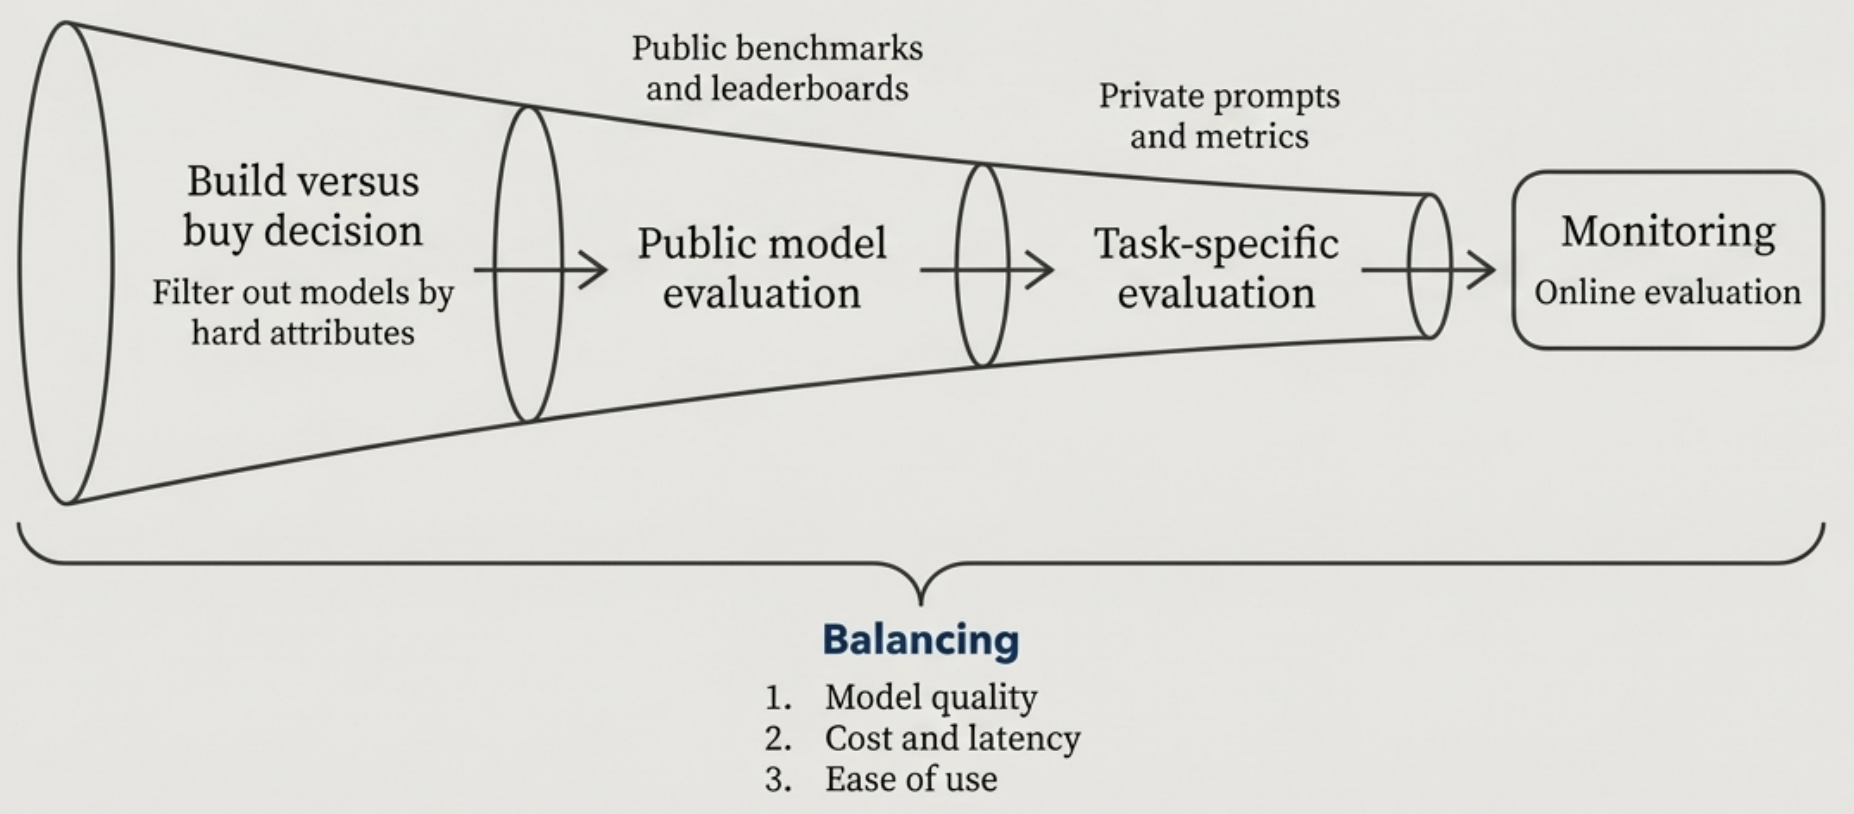 Public benchmarks
and leaderboards
Private prompts
and metrics
Build versus
buy decision
Filter out models by
hard attributes
Public model
evaluation
Task-specific
evaluation
Monitoring
Online evaluation
Balancing
1. Model quality
2. Cost and latency
3. Ease of use